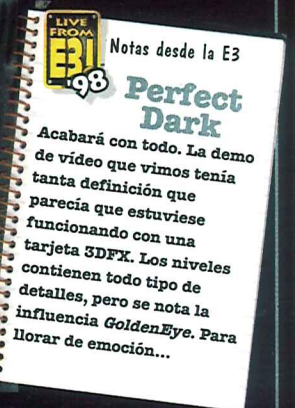 LIVE
FROM
E3!
'98
Notas desde la E3
Perfect
Dark
Acabará con todo. La demo
de vídeo que vimos tenía
tanta definición que
parecía que estuviese
funcionando con una
tarjeta 3DFX. Los niveles
contienen todo tipo de
detalles, pero se nota la
influencia GoldenEye. Para
llorar de emoción...